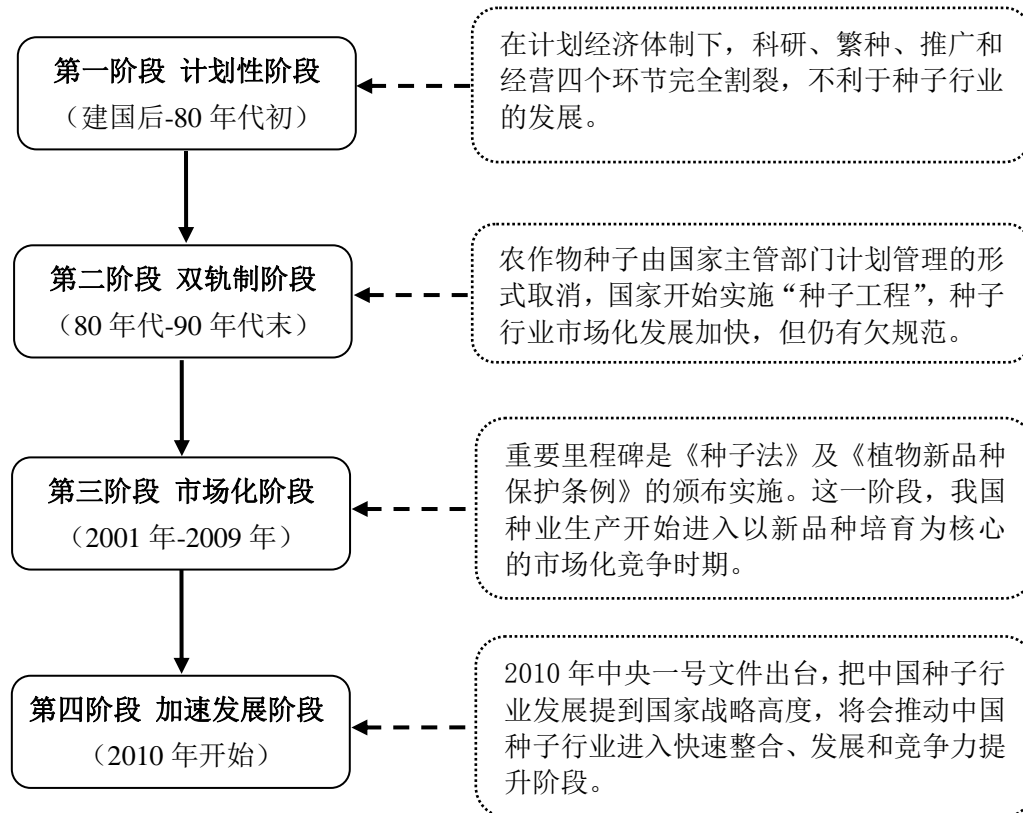 第一阶段 计划性阶段
（建国后-80 年代初）
在计划经济体制下，科研、繁种、推广和
经营四个环节完全割裂，不利于种子行业
的发展。
第二阶段 双轨制阶段
（80 年代-90 年代末）
农作物种子由国家主管部门计划管理的形
式取消，国家开始实施“种子工程”，种子
行业市场化发展加快，但仍有欠规范。
第三阶段 市场化阶段
（2001 年-2009 年）
重要里程碑是《种子法》及《植物新品种
保护条例》的颁布实施。这一阶段，我国
种业生产开始进入以新品种培育为核心
的市场化竞争时期。
第四阶段 加速发展阶段
（2010 年开始）
2010 年中央一号文件出台，把中国种子行
业发展提到国家战略高度，将会推动中国
种子行业进入快速整合、发展和竞争力提
升阶段。